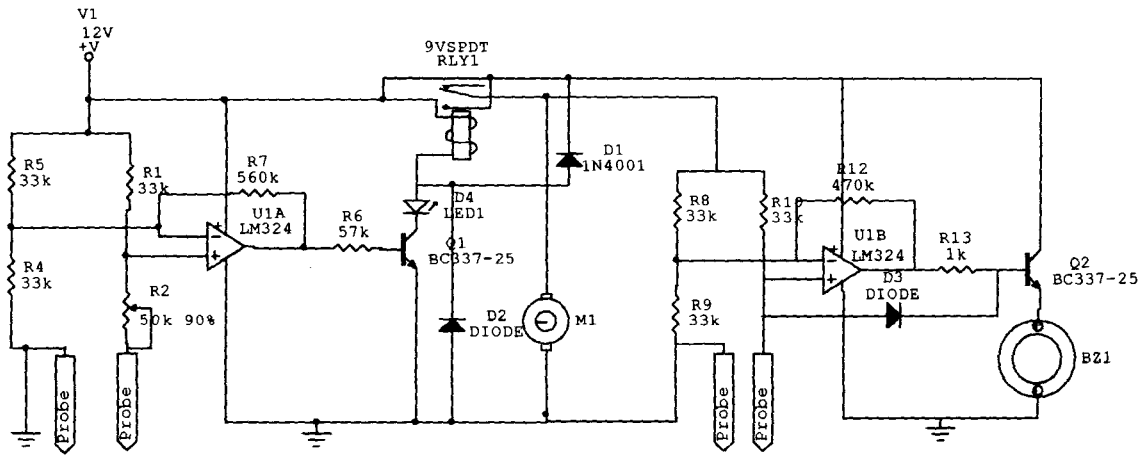 V1
12V
+V
9VSPDT
RLY1
R5
33k
R1
33k
R7
560k
U1A
LM324
R6
57k
D4
LED1
Q1
BC337-25
D1
1N4001
R4
33k
R2
50k 90%
D2
DIODE
M1
R8
33k
R10
33k
R12
470k
U1B
LM324
R13
1k
D3
DIODE
Q2
BC337-25
R9
33k
BZ1
Probe
Probe
Probe
Probe